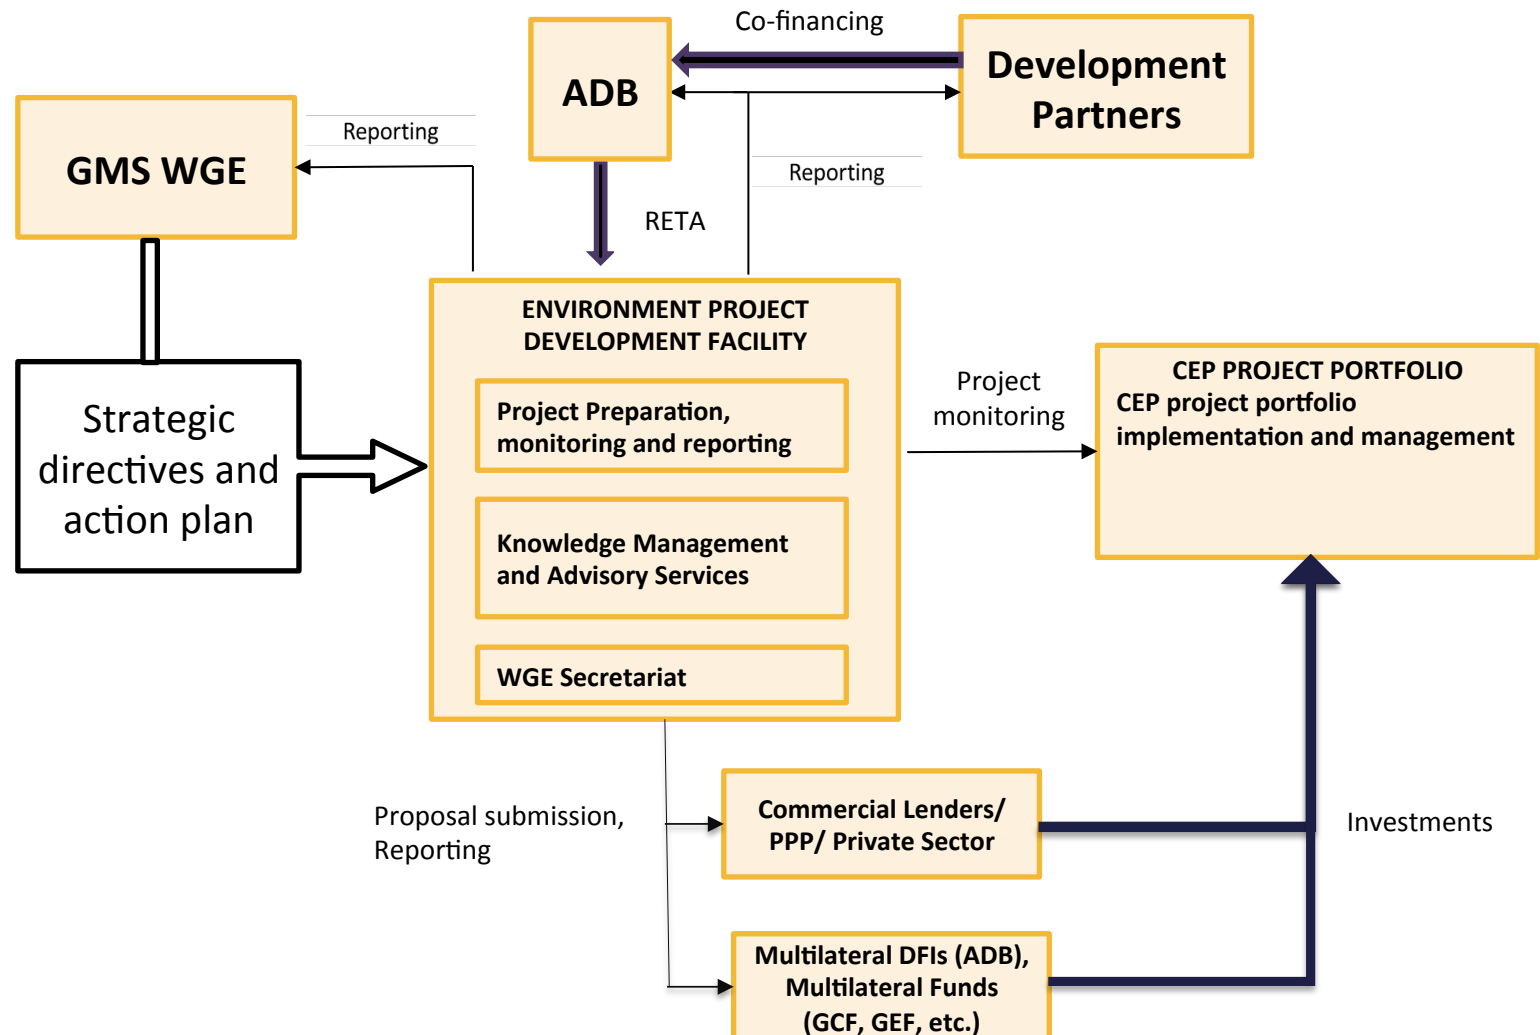 Co-financing
ADB
Development
Partners
GMS WGE
Reporting
Reporting
RETA
ENVIRONMENT PROJECT
DEVELOPMENT FACILITY
Project Preparation,
monitoring and reporting
Knowledge Management
and Advisory Services
WGE Secretariat
Strategic
directives and
action plan
Project
monitoring
CEP PROJECT PORTFOLIO
CEP project portfolio
implementation and management
Proposal submission,
Reporting
Commercial Lenders/
PPP/ Private Sector
Investments
Multilateral DFIs (ADB),
Multilateral Funds
(GCF, GEF, etc.)